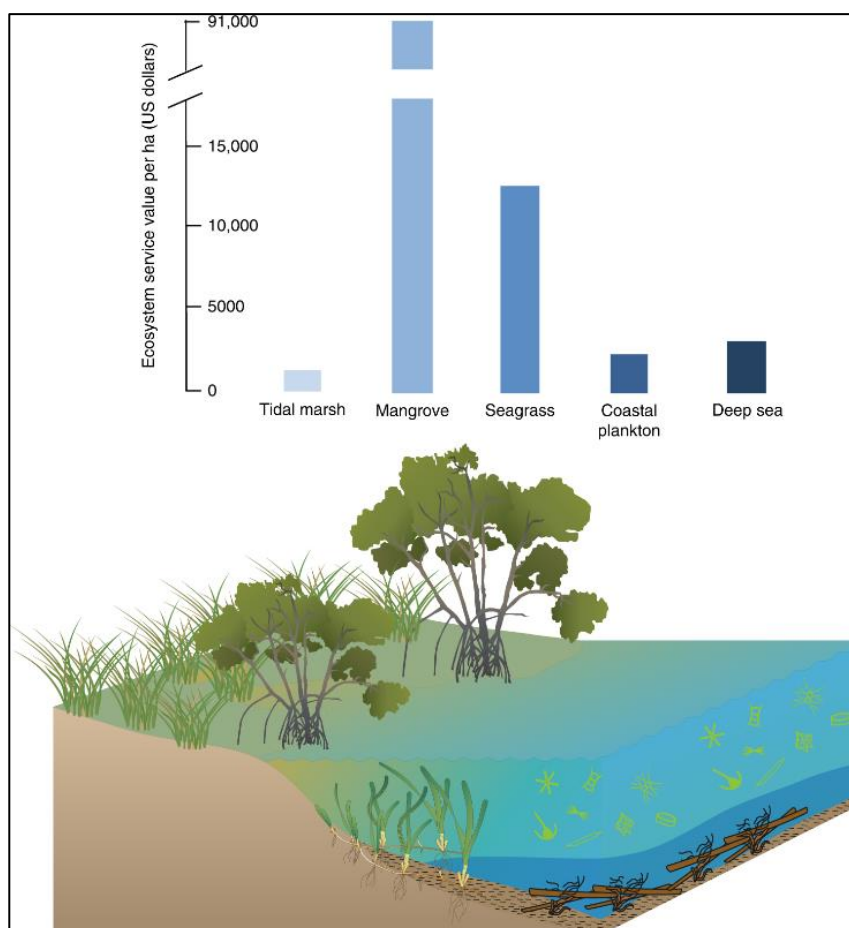 Ecosystem service value per ha (US dollars)
91,000
15,000
10,000
5000
0
Tidal marsh
Mangrove
Seagrass
Coastal
plankton
Deep sea